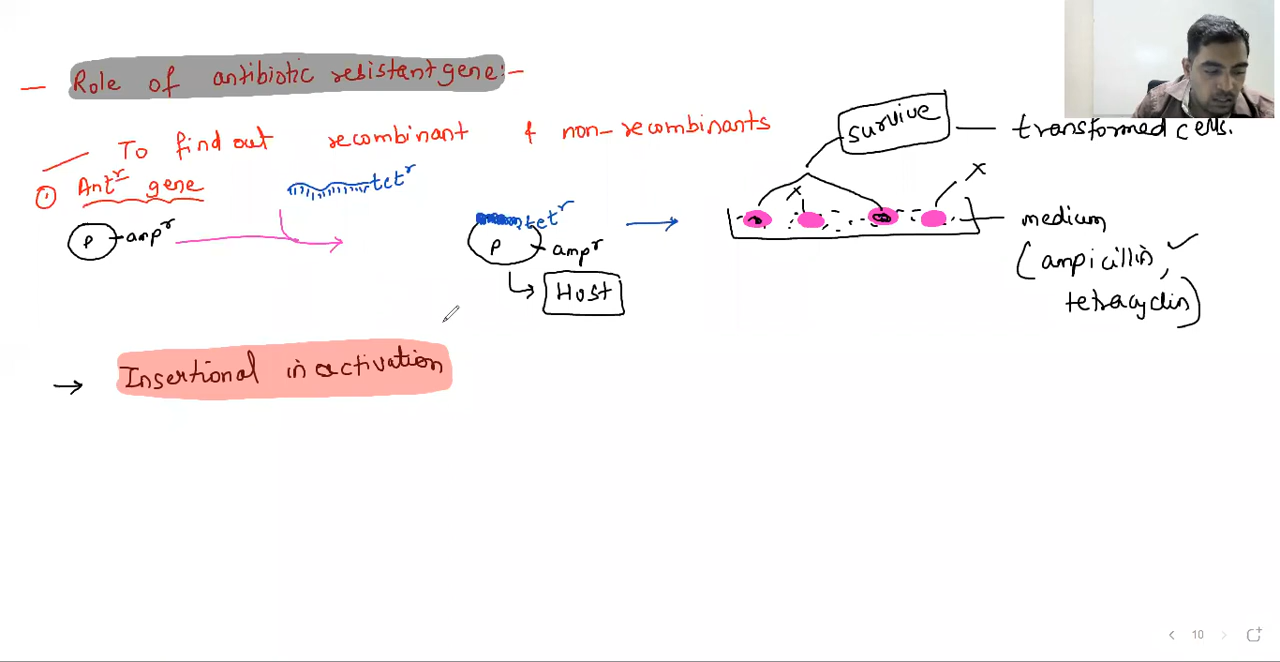 — Role of antibiotic resistant gene:-
To find out recombinant & non-recombinants
① Antʳ gene
tetʳ
P ampʳ
tetʳ
P ampʳ
Host
survive — transformed cells.
x
x
medium
(ampicillin,
tetracyclin)
→ Insertional inactivation
10